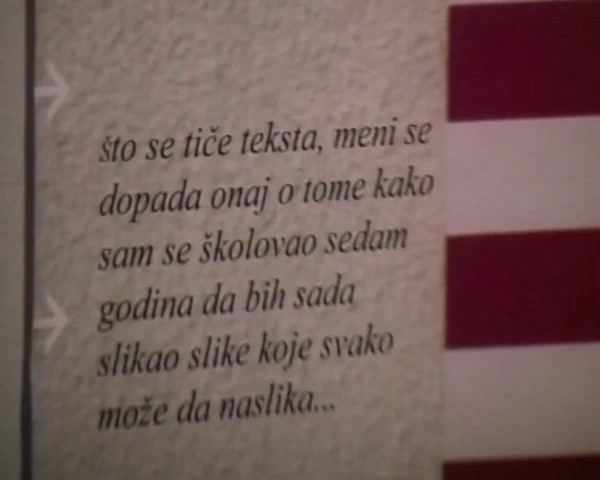 što se tiče teksta, meni se
dopada onaj o tome kako
sam se školovao sedam
godina da bih sada
slikao slike koje svako
može da naslika...